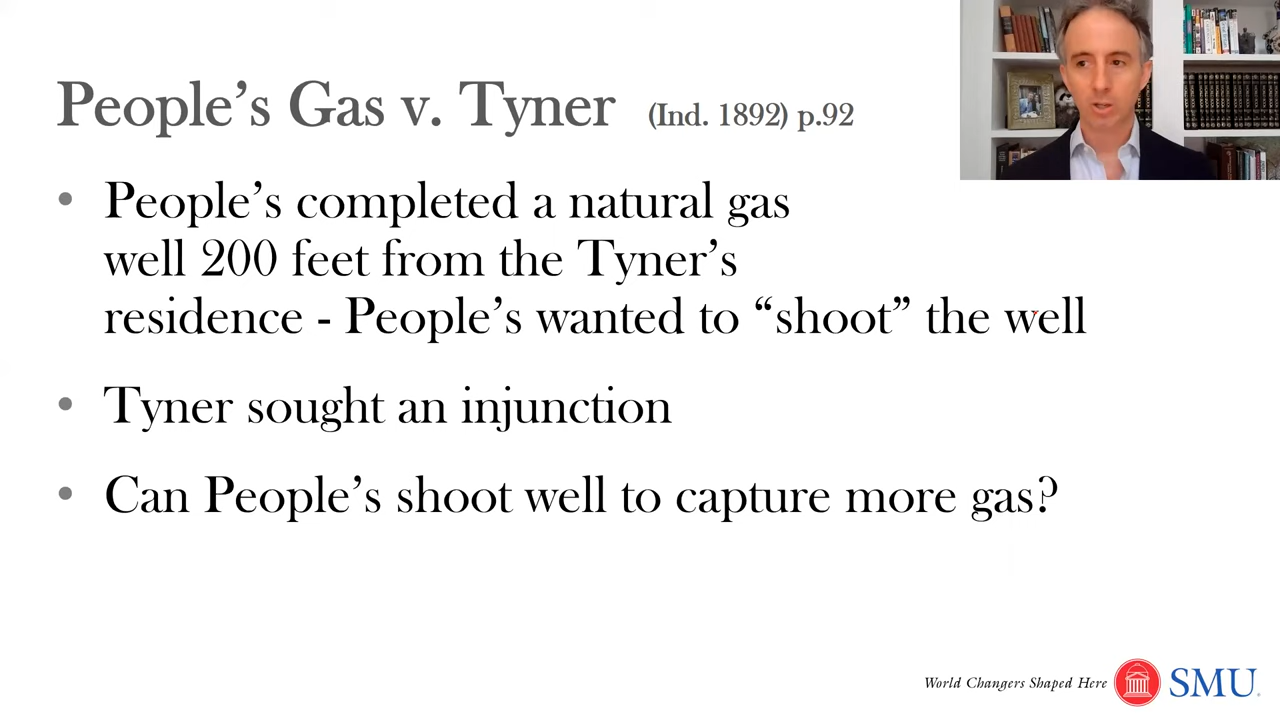 People’s Gas v. Tyner (Ind. 1892) p.92
• People’s completed a natural gas
well 200 feet from the Tyner’s
residence - People’s wanted to “shoot” the well
• Tyner sought an injunction
• Can People’s shoot well to capture more gas?
World Changers Shaped Here SMU